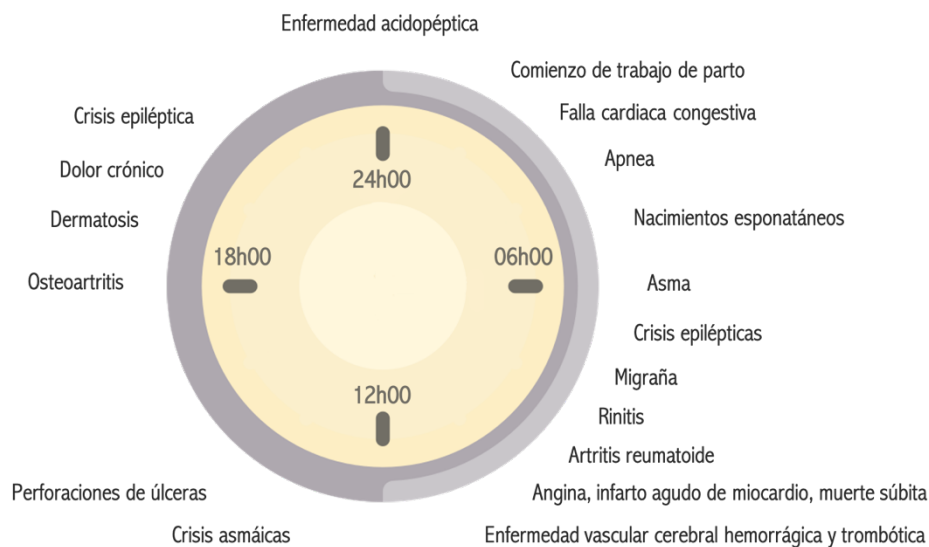 Enfermedad acidopéptica
Comienzo de trabajo de parto
Crisis epiléptica
Falla cardiaca congestiva
Dolor crónico
Apnea
24h00
Dermatosis
Nacimientos esponatáneos
18h00
06h00
Osteoartritis
Asma
Crisis epilépticas
Migraña
12h00
Rinitis
Artritis reumatoide
Perforaciones de úlceras
Angina, infarto agudo de miocardio, muerte súbita
Crisis asmáicas
Enfermedad vascular cerebral hemorrágica y trombótica